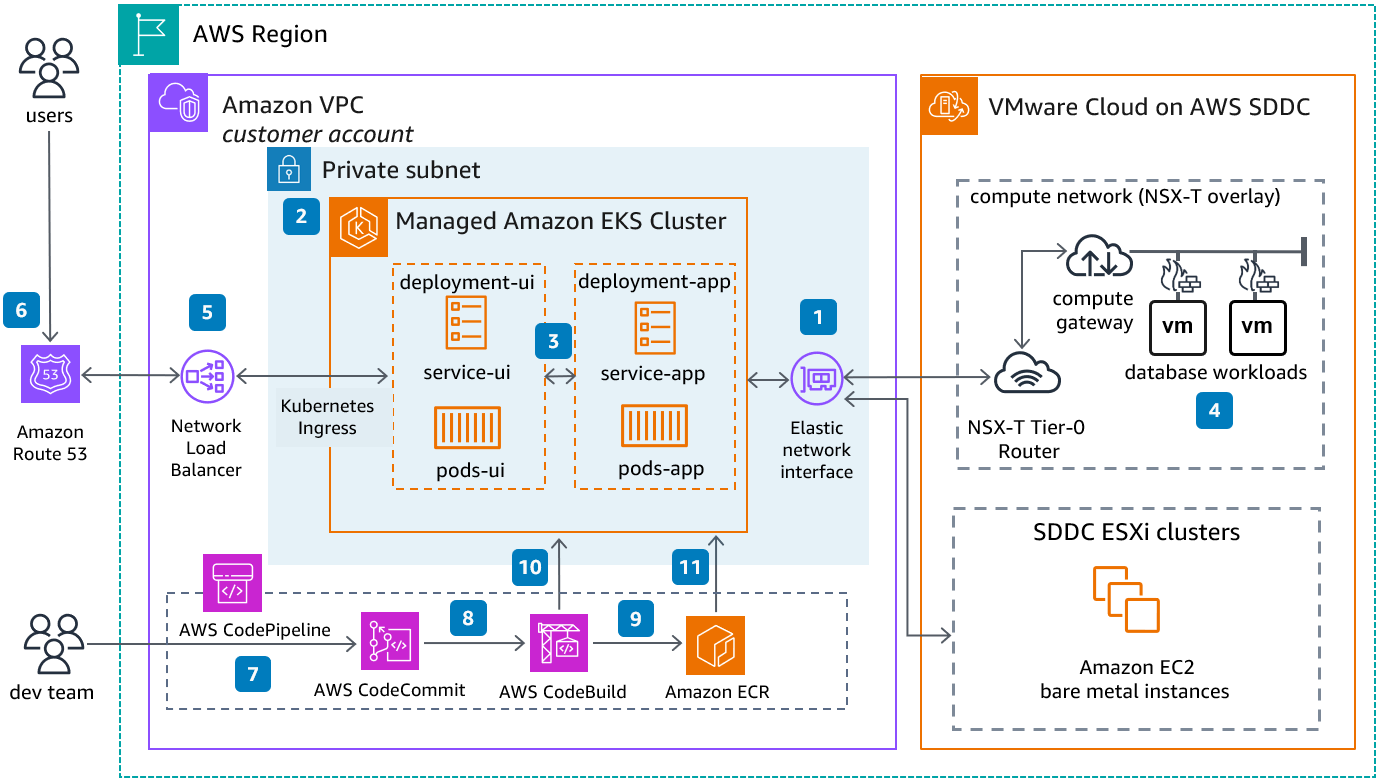 AWS Region
users
Amazon VPC
customer account
VMware Cloud on AWS SDDC
Private subnet
2
Managed Amazon EKS Cluster
K
compute network (NSX-T overlay)
deployment-ui
deployment-app
service-ui
service-app
3
pods-ui
pods-app
1
Elastic
network
interface
compute
gateway
vm
vm
database workloads
4
NSX-T Tier-0
Router
6
53
Amazon
Route 53
5
Network
Load
Balancer
Kubernetes
Ingress
SDDC ESXi clusters
Amazon EC2
bare metal instances
10
11
AWS CodePipeline
7
dev team
AWS CodeCommit
8
AWS CodeBuild
9
Amazon ECR